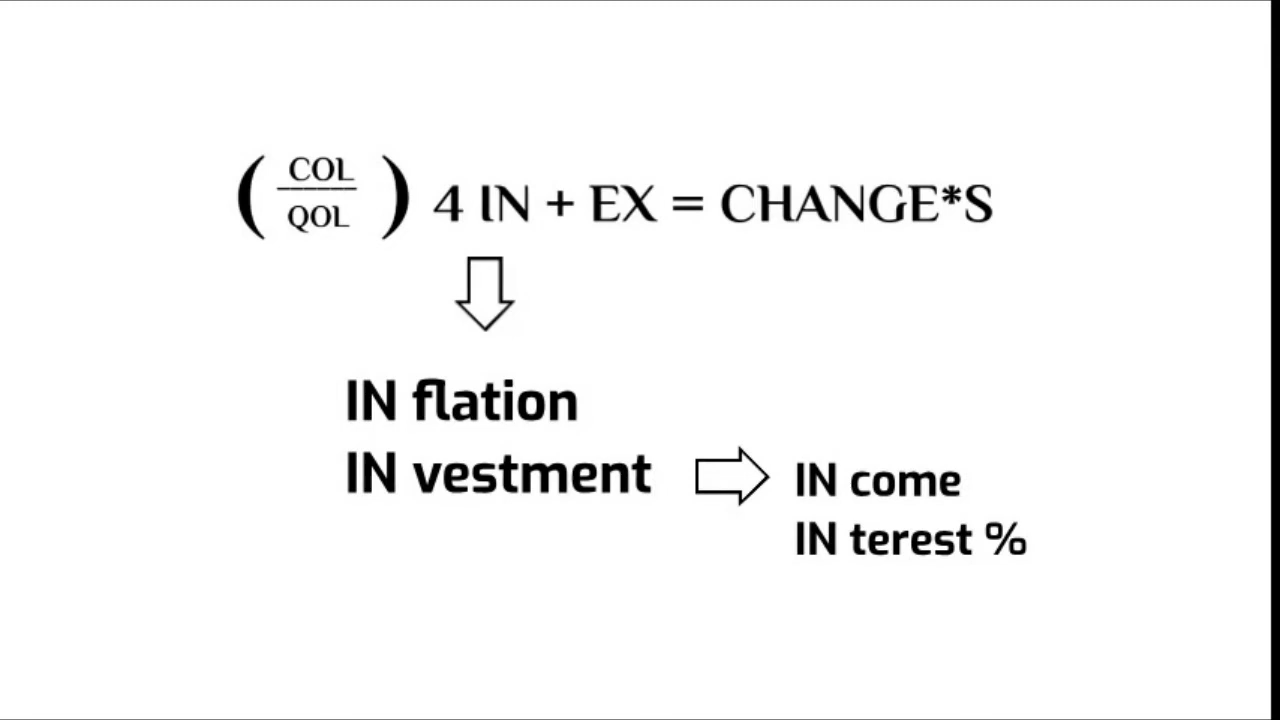 ( COL / QOL ) 4 IN + EX = CHANGE*S
IN flation
IN vestment
IN come
IN terest %